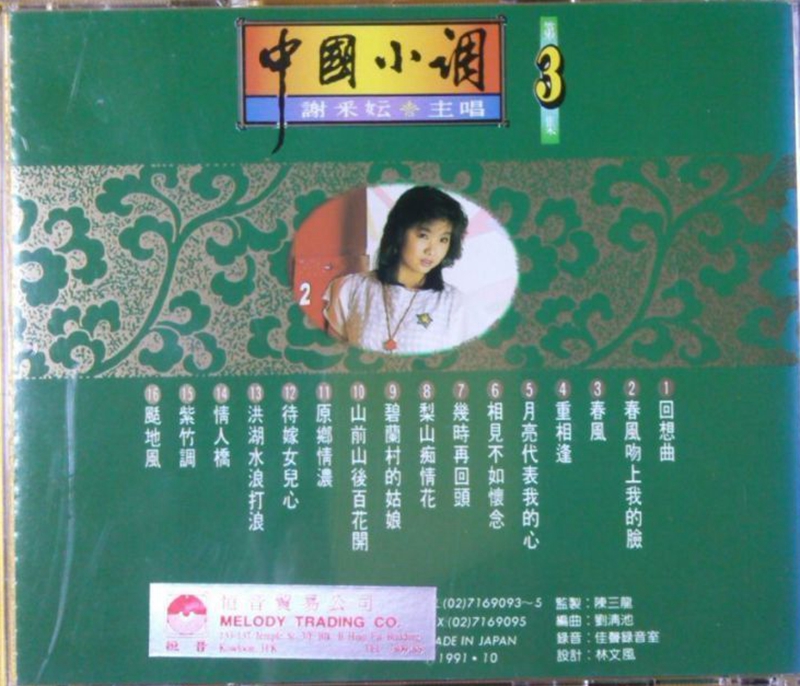 中國小調
謝采妘 主唱
第3集
2
1 回想曲
2 春風吻上我的臉
3 春風
4 重相逢
5 月亮代表我的心
6 相見不如懷念
7 幾時再回頭
8 梨山痴情花
9 碧蘭村的姑娘
10 山前山後百花開
11 原鄉情濃
12 待嫁女兒心
13 洪湖水浪打浪
14 情人橋
15 紫竹調
16 颳地風
(02)7169093~5
(02)7169095
MADE IN JAPAN
1991·10
監製:陳三龍
編曲:劉清池
錄音:佳聲錄音室
設計:林文風
恒音貿易公司
MELODY TRADING CO.
Kowloon, H.K.
恒音